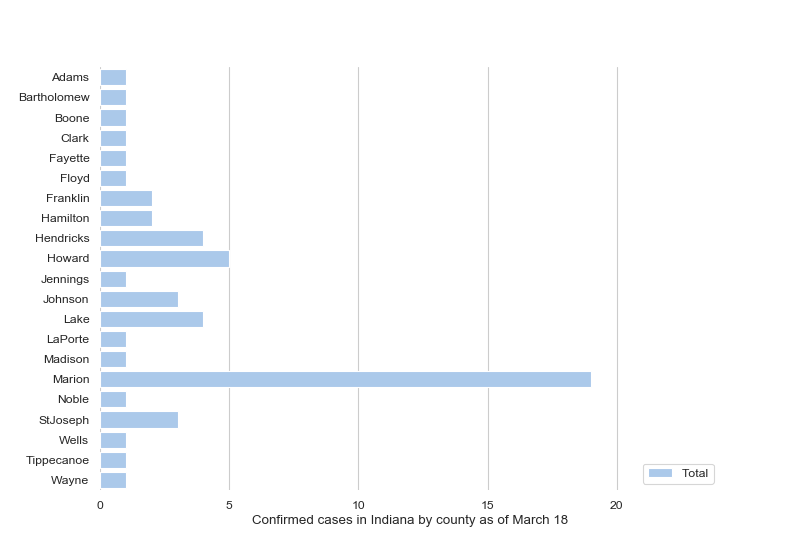 Adams
Bartholomew
Boone
Clark
Fayette
Floyd
Franklin
Hamilton
Hendricks
Howard
Jennings
Johnson
Lake
LaPorte
Madison
Marion
Noble
StJoseph
Wells
Tippecanoe
Wayne
Total
0 5 10 15 20
Confirmed cases in Indiana by county as of March 18